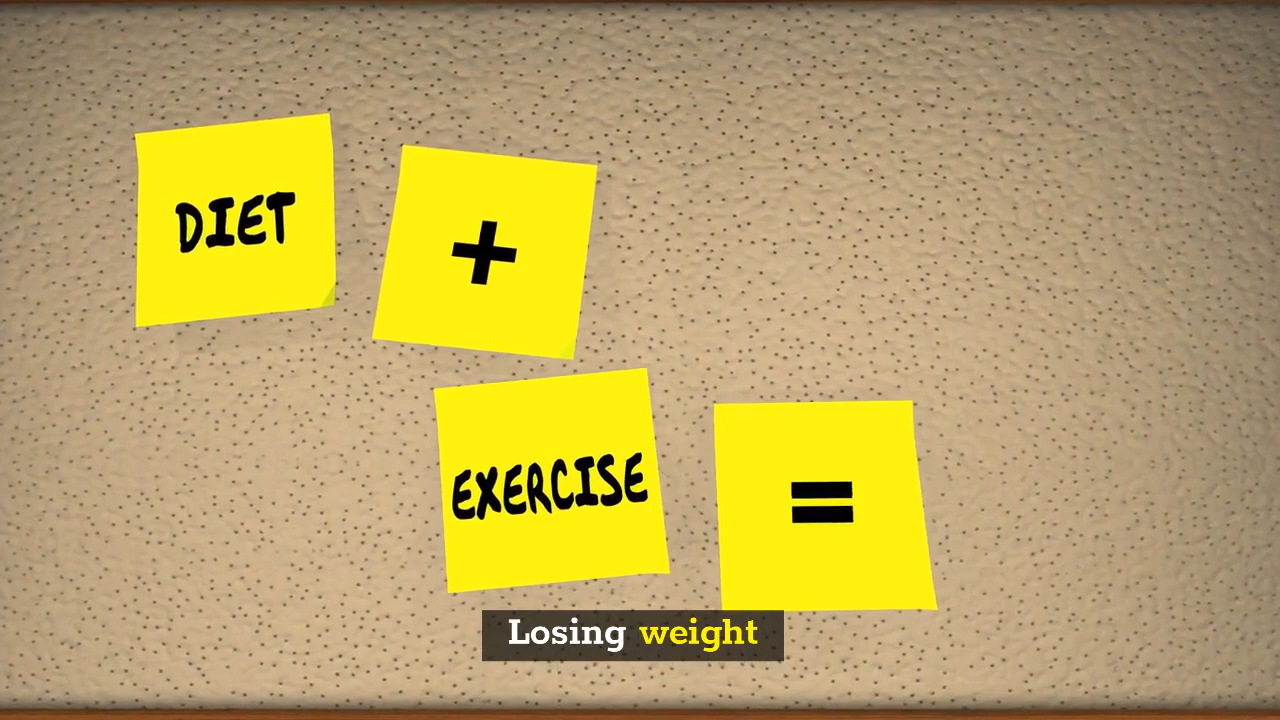 DIET
+
EXERCISE
=
Losing weight